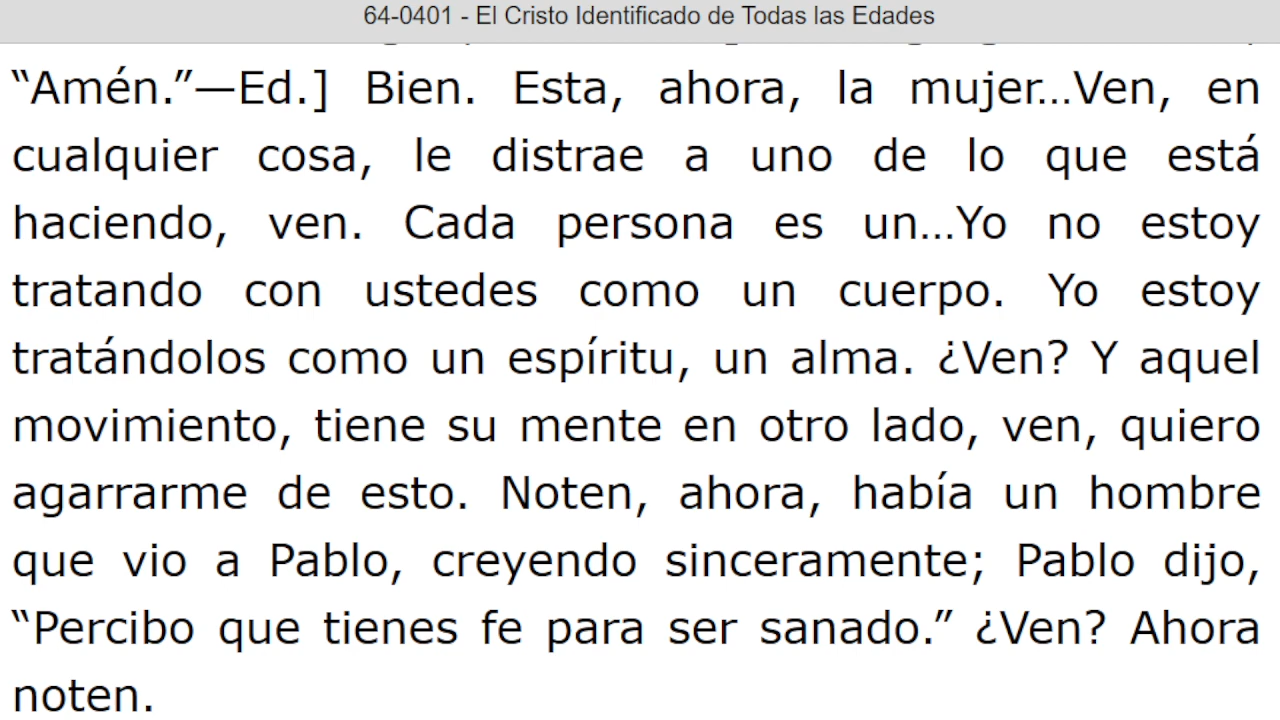 64-0401 - El Cristo Identificado de Todas las Edades
“Amén.”—Ed.] Bien. Esta, ahora, la mujer...Ven, en
cualquier cosa, le distrae a uno de lo que está
haciendo, ven. Cada persona es un...Yo no estoy
tratando con ustedes como un cuerpo. Yo estoy
tratándolos como un espíritu, un alma. ¿Ven? Y aquel
movimiento, tiene su mente en otro lado, ven, quiero
agarrarme de esto. Noten, ahora, había un hombre
que vio a Pablo, creyendo sinceramente; Pablo dijo,
“Percibo que tienes fe para ser sanado.” ¿Ven? Ahora
noten.